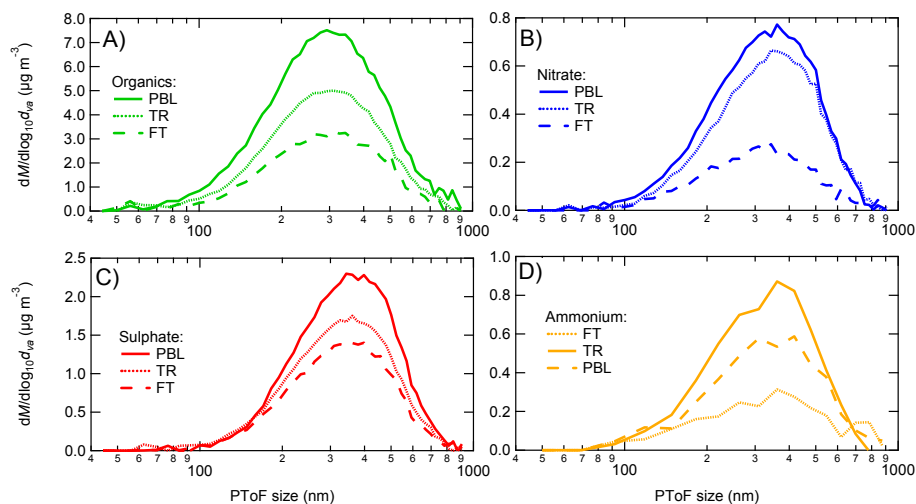 A)
Organics:
PBL
TR
FT
dM/dlog10dva (µg m-3)
8.0
7.0
6.0
5.0
4.0
3.0
2.0
1.0
0.0
4 5 6 7 8 9 100 2 3 4 5 6 7 8 9 1000
B)
Nitrate:
PBL
TR
FT
0.8
0.6
0.4
0.2
0.0
4 5 6 7 8 9 100 2 3 4 5 6 7 8 9 1000
C)
Sulphate:
PBL
TR
FT
dM/dlog10dva (µg m-3)
2.5
2.0
1.5
1.0
0.5
0.0
4 5 6 7 8 9 100 2 3 4 5 6 7 8 9 1000
PToF size (nm)
D)
Ammonium:
FT
TR
PBL
1.0
0.8
0.6
0.4
0.2
0.0
4 5 6 7 8 9 100 2 3 4 5 6 7 8 9 1000
PToF size (nm)